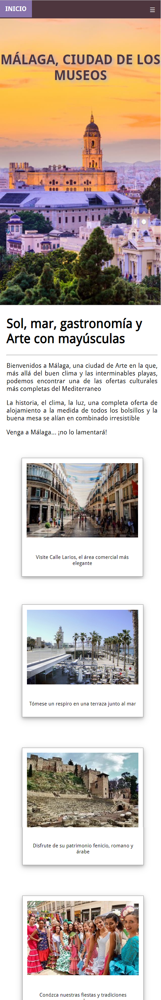 INICIO
☰
MÁLAGA, CIUDAD DE LOS
MUSEOS
Sol, mar, gastronomía y
Arte con mayúsculas
Bienvenidos a Málaga, una ciudad de Arte en la que,
más allá del buen clima y las interminables playas,
podemos encontrar una de las ofertas culturales
más completas del Mediterraneo
La historia, el clima, la luz, una completa oferta de
alojamiento a la medida de todos los bolsillos y la
buena mesa se alían en combinado irresistible
Venga a Málaga... ¡no lo lamentará!
Visite Calle Larios, el área comercial más
elegante
Tómese un respiro en una terraza junto al mar
Disfrute de su patrimonio fenicio, romano y
árabe
Conózca nuestras fiestas y tradiciones